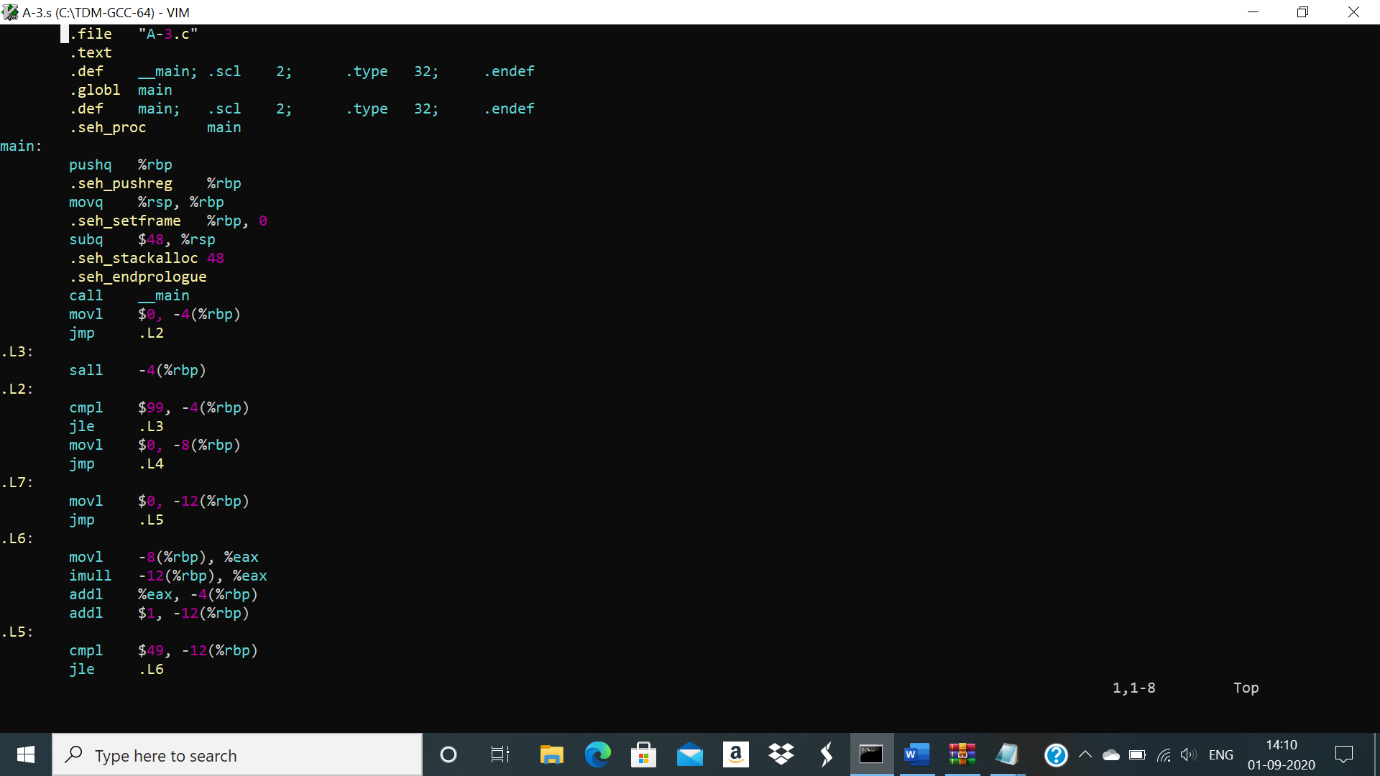 A-3.s (C:\TDM-GCC-64) - VIM
.file "A-3.c"
.text
.def __main; .scl 2; .type 32; .endef
.globl main
.def main; .scl 2; .type 32; .endef
.seh_proc main
main:
pushq %rbp
.seh_pushreg %rbp
movq %rsp, %rbp
.seh_setframe %rbp, 0
subq $48, %rsp
.seh_stackalloc 48
.seh_endprologue
call __main
movl $0, -4(%rbp)
jmp .L2
.L3:
sall -4(%rbp)
.L2:
cmpl $99, -4(%rbp)
jle .L3
movl $0, -8(%rbp)
jmp .L4
.L7:
movl $0, -12(%rbp)
jmp .L5
.L6:
movl -8(%rbp), %eax
imull -12(%rbp), %eax
addl %eax, -4(%rbp)
addl $1, -12(%rbp)
.L5:
cmpl $49, -12(%rbp)
jle .L6
1,1-8 Top
Type here to search
ENG
14:10
01-09-2020